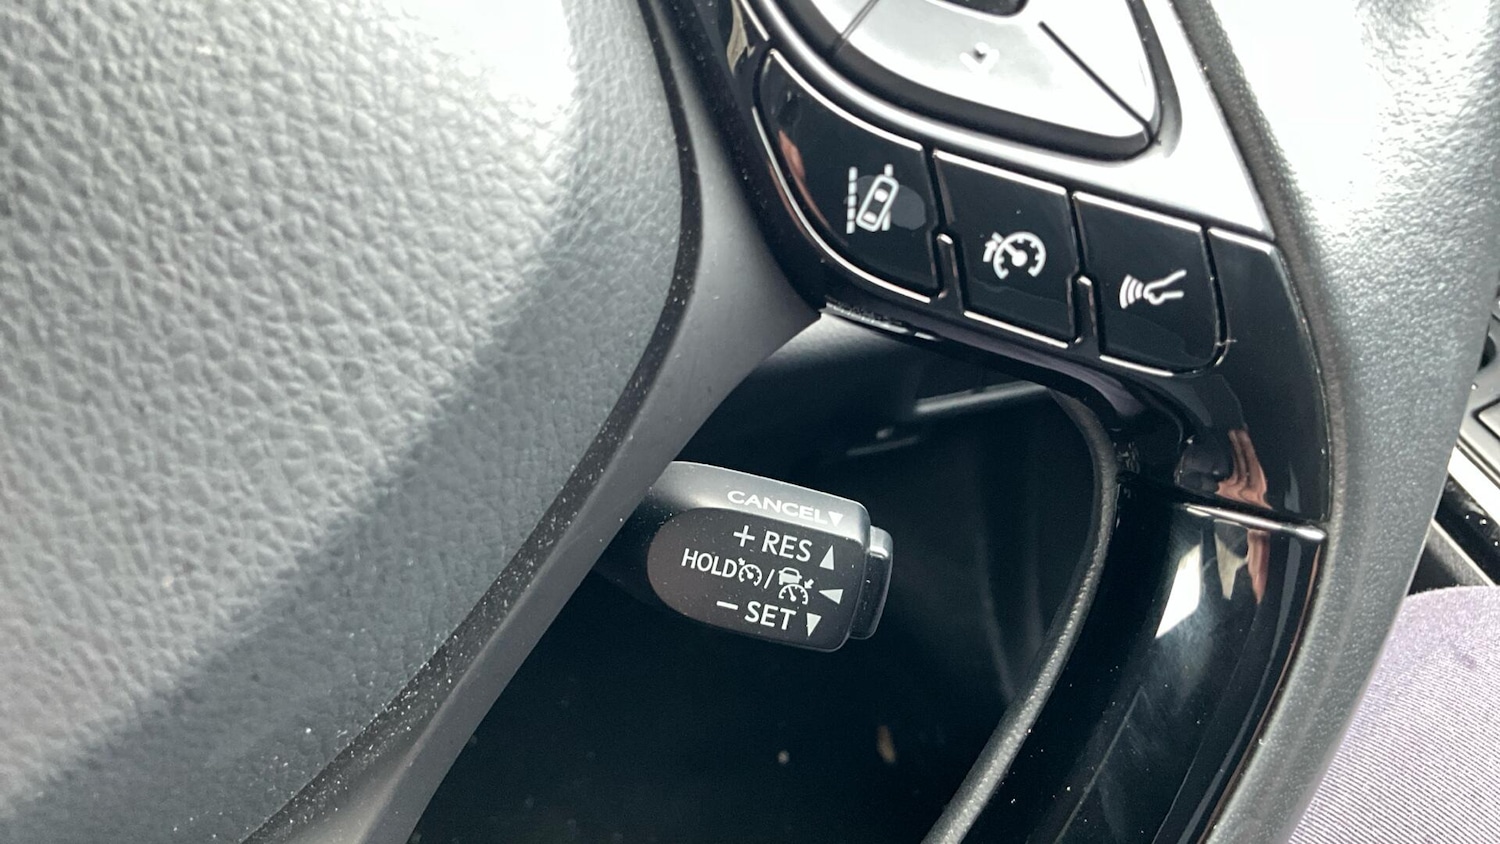 CANCEL▼
+ RES ▲
HOLD / ◀
− SET ▼